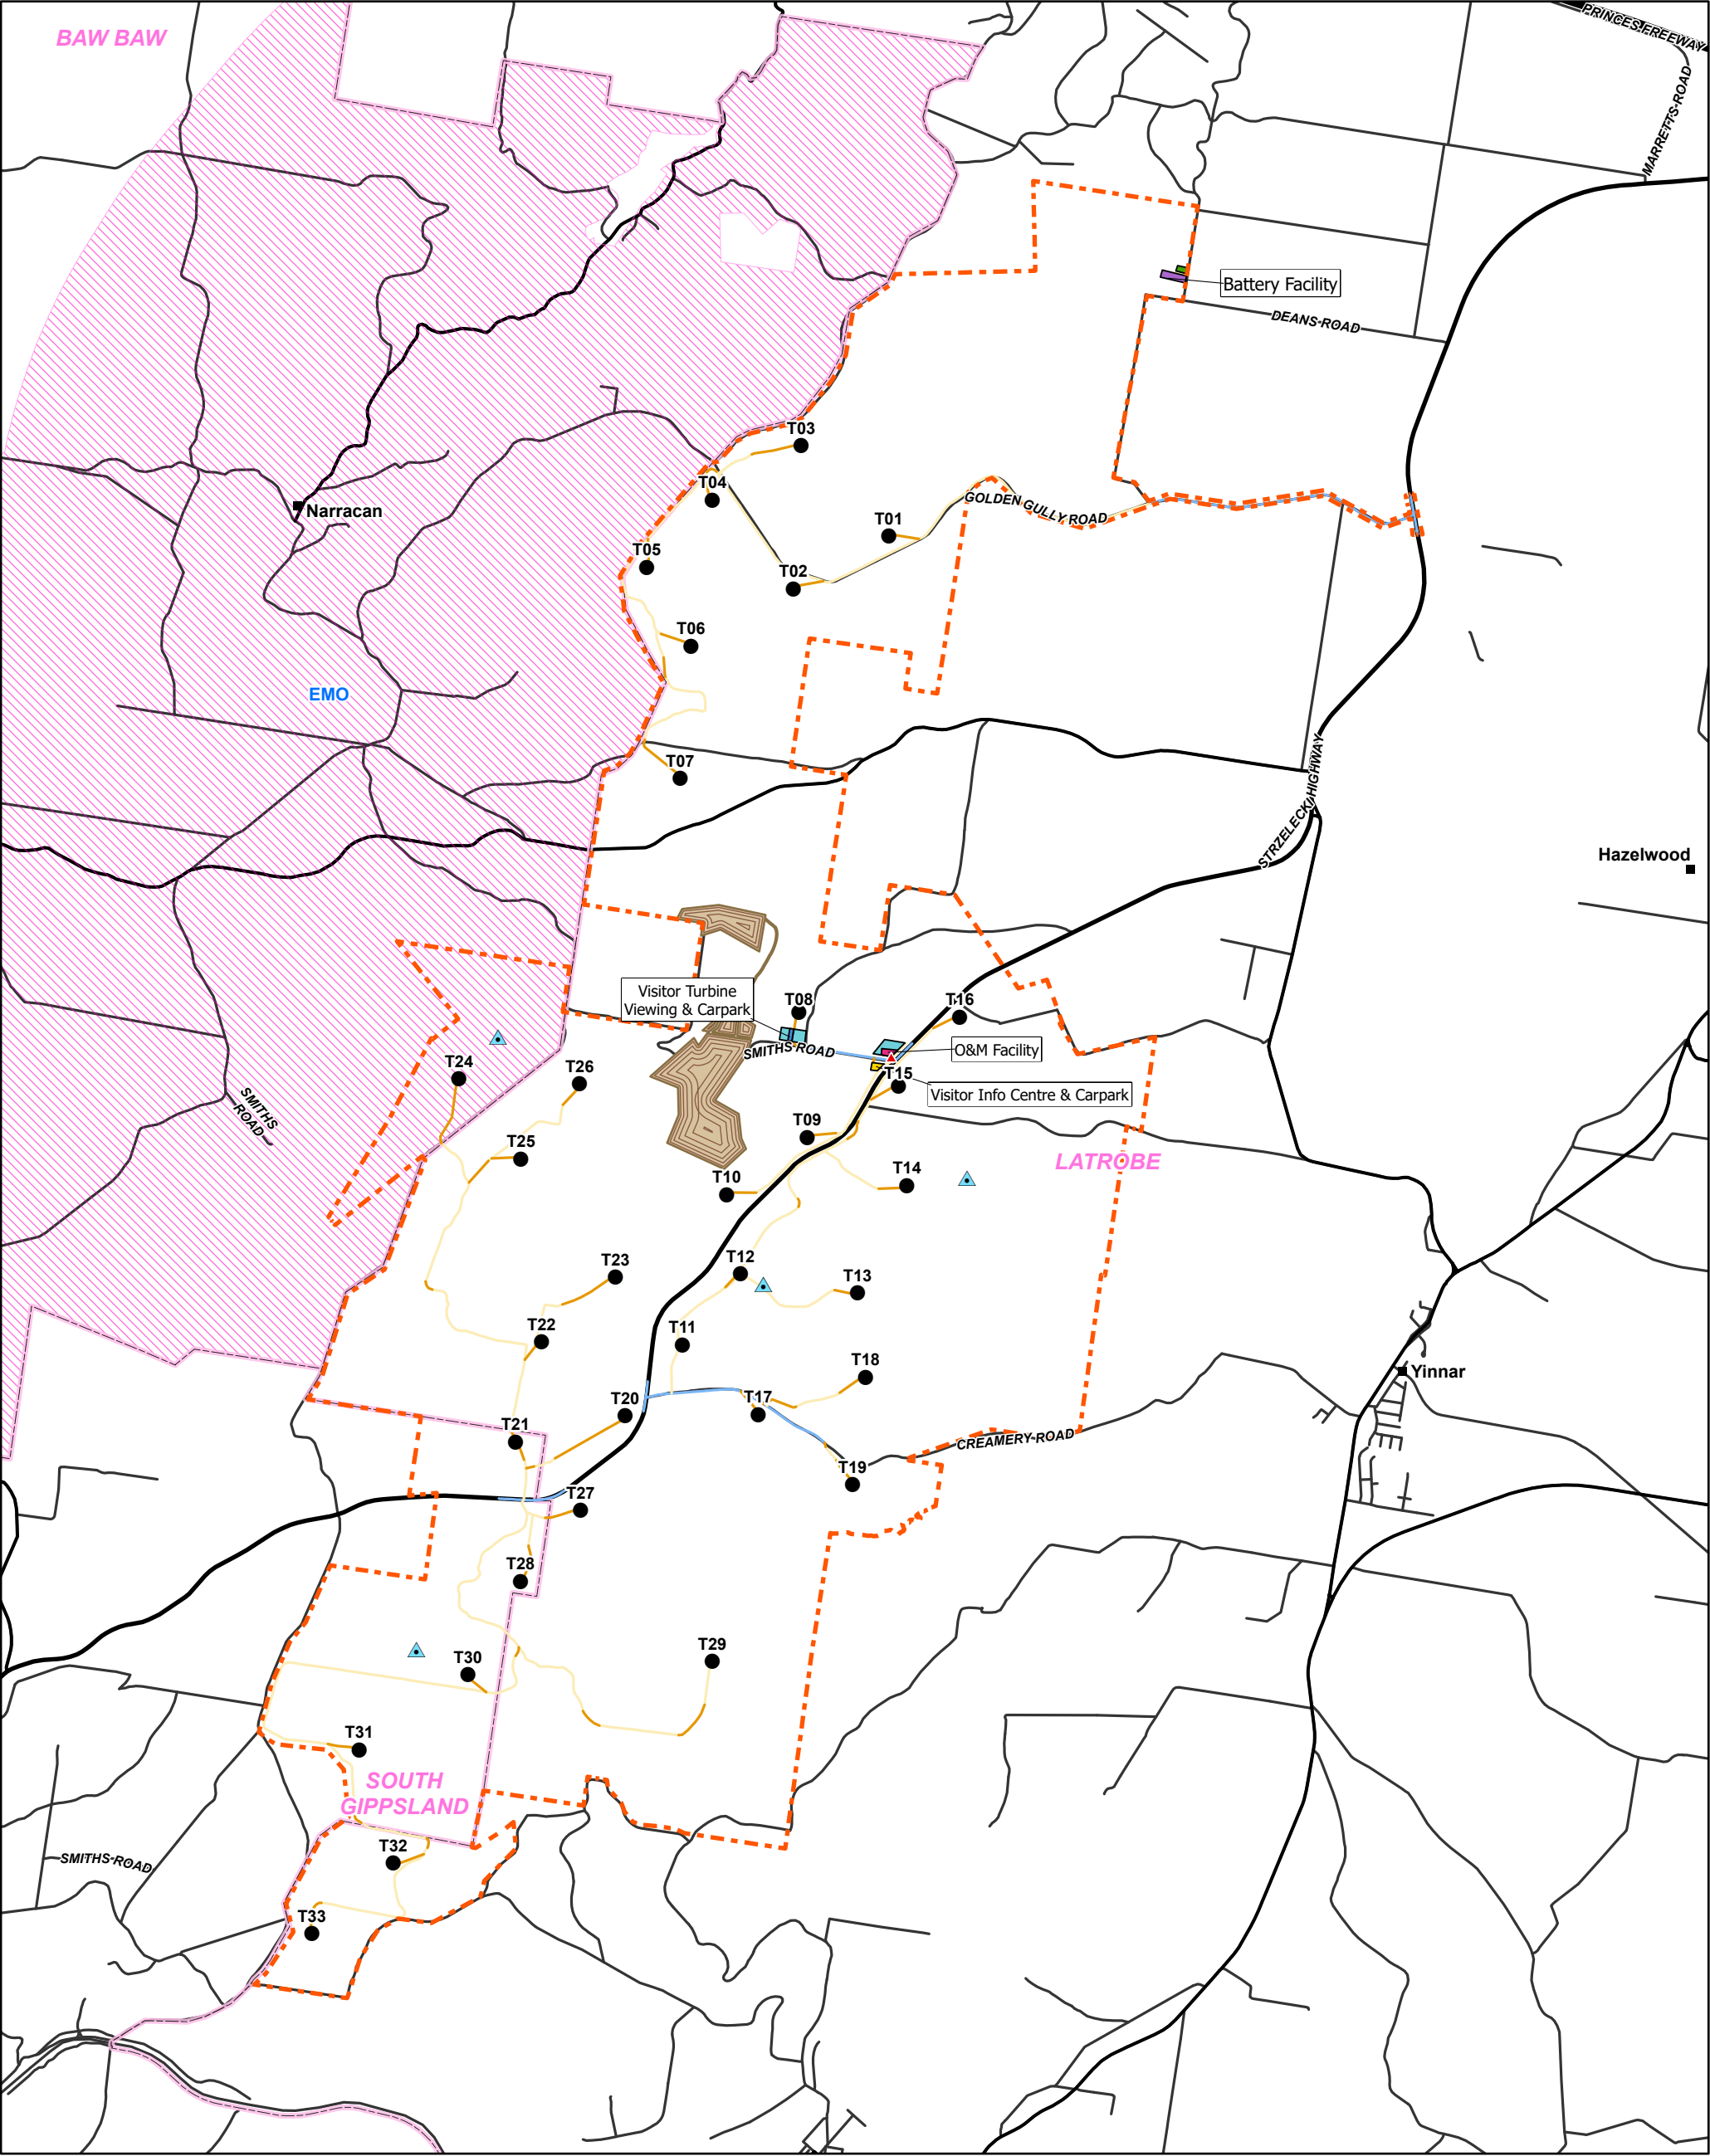 BAW BAW
PRINCES FREEWAY
MARRETTS ROAD
Battery Facility
DEANS ROAD
T03
T04
GOLDEN GULLY ROAD
Narracan
T01
T05
T02
T06
EMO
T07
STRZELECKI HIGHWAY
Hazelwood
Visitor Turbine
Viewing & Carpark
T08
T16
SMITHS ROAD
O&M Facility
T24
T26
T15
Visitor Info Centre & Carpark
SMITHS
ROAD
T09
T25
LATROBE
T10
T14
T12
T23
T13
T22
T11
T18
Yinnar
T20
T17
T21
CREAMERY ROAD
T19
T27
T28
T29
T30
T31
SOUTH
GIPPSLAND
T32
SMITHS ROAD
T33